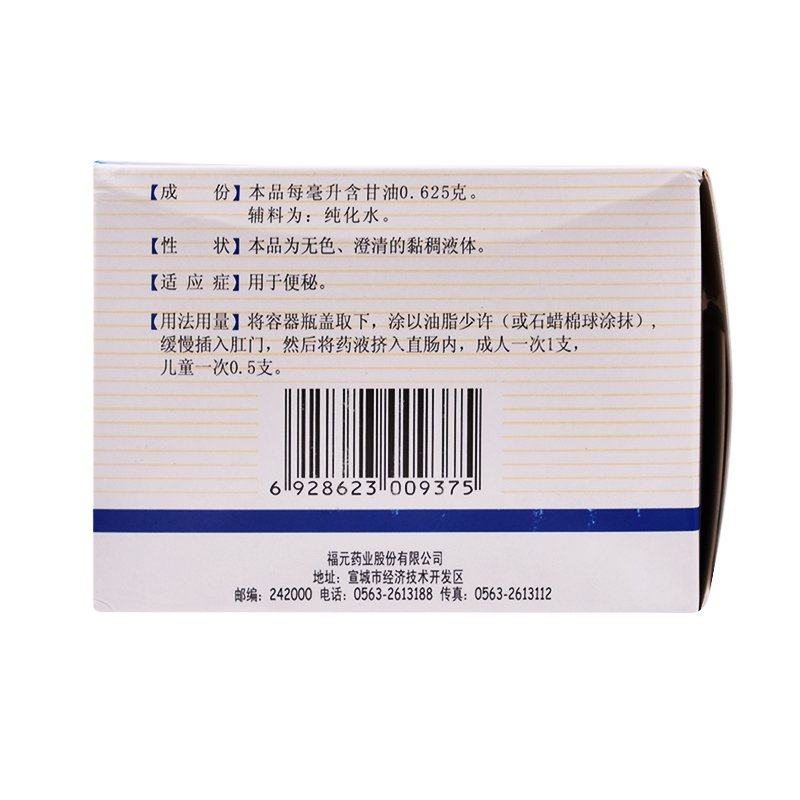 【成 份】本品每毫升含甘油0.625克。
辅料为：纯化水。
【性 状】本品为无色、澄清的黏稠液体。
【适 应 症】用于便秘。
【用法用量】将容器瓶盖取下，涂以油脂少许（或石蜡棉球涂抹），
缓慢插入肛门，然后将药液挤入直肠内，成人一次1支，
儿童一次0.5支。
6 928623 009375
福元药业股份有限公司
地址：宣城市经济技术开发区
邮编：242000 电话：0563-2613188 传真：0563-2613112